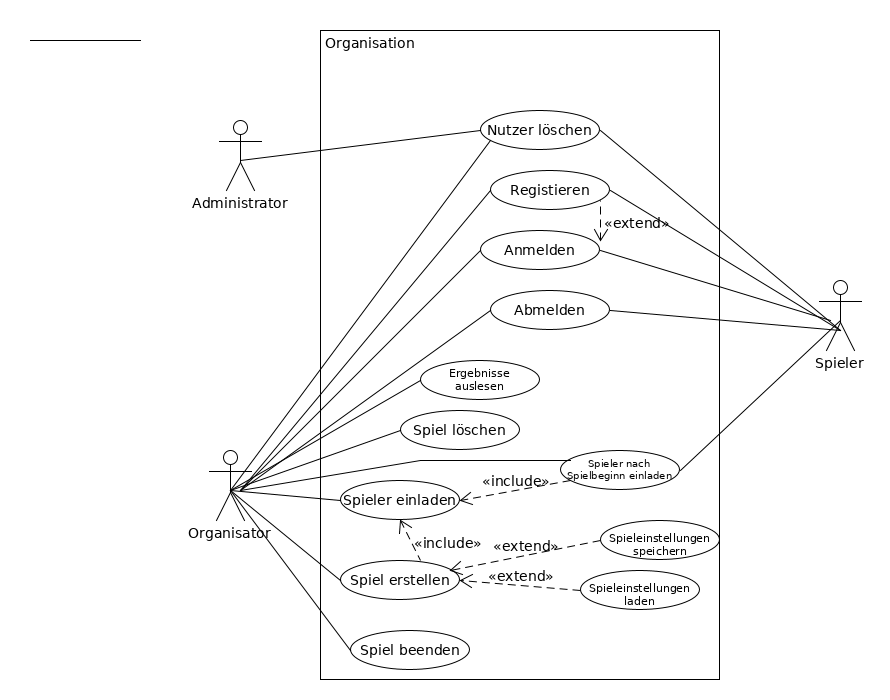 Organisation
Nutzer löschen
Administrator
Registieren
«extend»
Anmelden
Abmelden
Spieler
Ergebnisse
auslesen
Spiel löschen
Spieler nach
Spielbeginn einladen
«include»
Spieler einladen
Organisator
«include»
«extend»
Spieleinstellungen
speichern
«extend»
Spiel erstellen
Spieleinstellungen
laden
Spiel beenden